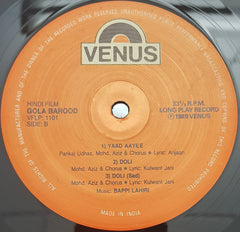 VENUS
HINDI FILM
GOLA BAROOD
VFLP: 1101
SIDE: B
33⅓ R.P.M.
LONG PLAY RECORD
℗ 1989 VENUS
1) YAAD AAYEE
Pankaj Udhas, Mohd. Aziz & Chorus ★ Lyric: Anjaan
2) DOLI
Mohd. Aziz & Chorus ★ Lyric: Kulwant Jani
3) DOLI (Sad)
Mohd. Aziz & Chorus ★ Lyric: Kulwant Jani
Music: BAPPI LAHIRI
MADE IN INDIA